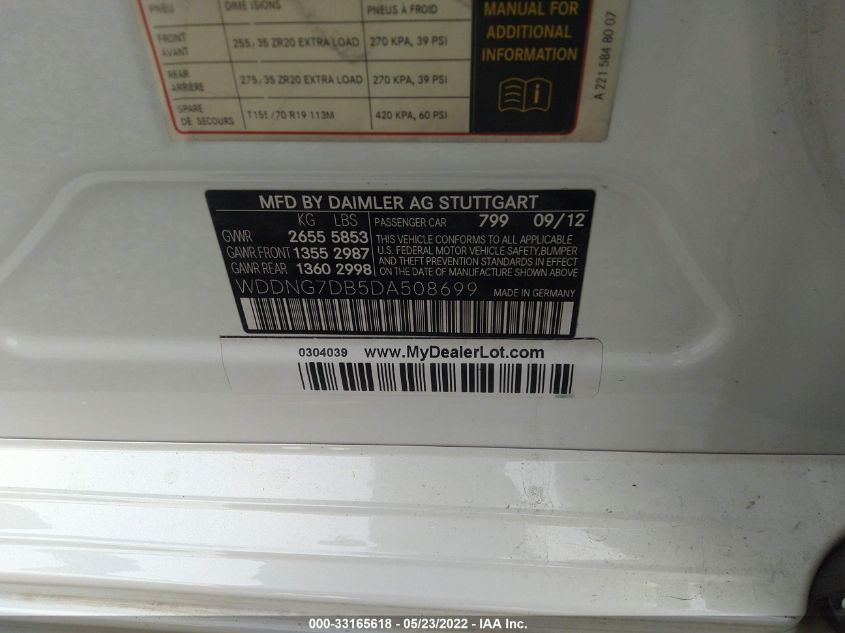 PNEU DIMENSIONS PNEUS À FROID
FRONT AVANT 255/35 ZR20 EXTRA LOAD 270 KPA, 39 PSI
REAR ARRIÈRE 275/35 ZR20 EXTRA LOAD 270 KPA, 39 PSI
SPARE DE SECOURS T155/70 R19 113M 420 KPA, 60 PSI
MANUAL FOR
ADDITIONAL
INFORMATION
i
A 221 584 80 07
MFD BY DAIMLER AG STUTTGART
KG LBS PASSENGER CAR 799 09/12
GVWR 2655 5853
GAWR FRONT 1355 2987
GAWR REAR 1360 2998
THIS VEHICLE CONFORMS TO ALL APPLICABLE
U.S. FEDERAL MOTOR VEHICLE SAFETY,BUMPER
AND THEFT PREVENTION STANDARDS IN EFFECT
ON THE DATE OF MANUFACTURE SHOWN ABOVE
WDDNG7DB5DA508699 MADE IN GERMANY
0304039 www.MyDealerLot.com
000-33165618 - 05/23/2022 - IAA Inc.